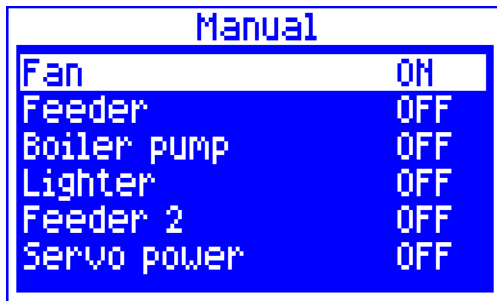 Manual
Fan ON
Feeder OFF
Boiler pump OFF
Lighter OFF
Feeder 2 OFF
Servo power OFF